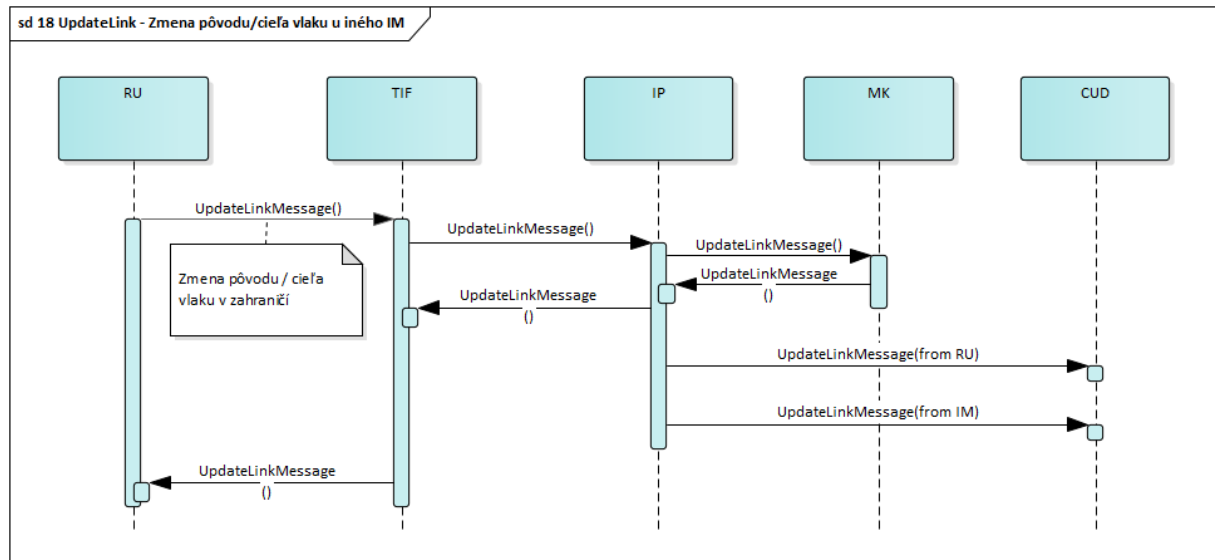 sd 18 UpdateLink - Zmena pôvodu/cieľa vlaku u iného IM
RU
TIF
IP
MK
CUD
UpdateLinkMessage()
UpdateLinkMessage()
UpdateLinkMessage()
Zmena pôvodu / cieľa
vlaku v zahraničí
UpdateLinkMessage
()
UpdateLinkMessage
()
UpdateLinkMessage(from RU)
UpdateLinkMessage(from IM)
UpdateLinkMessage
()